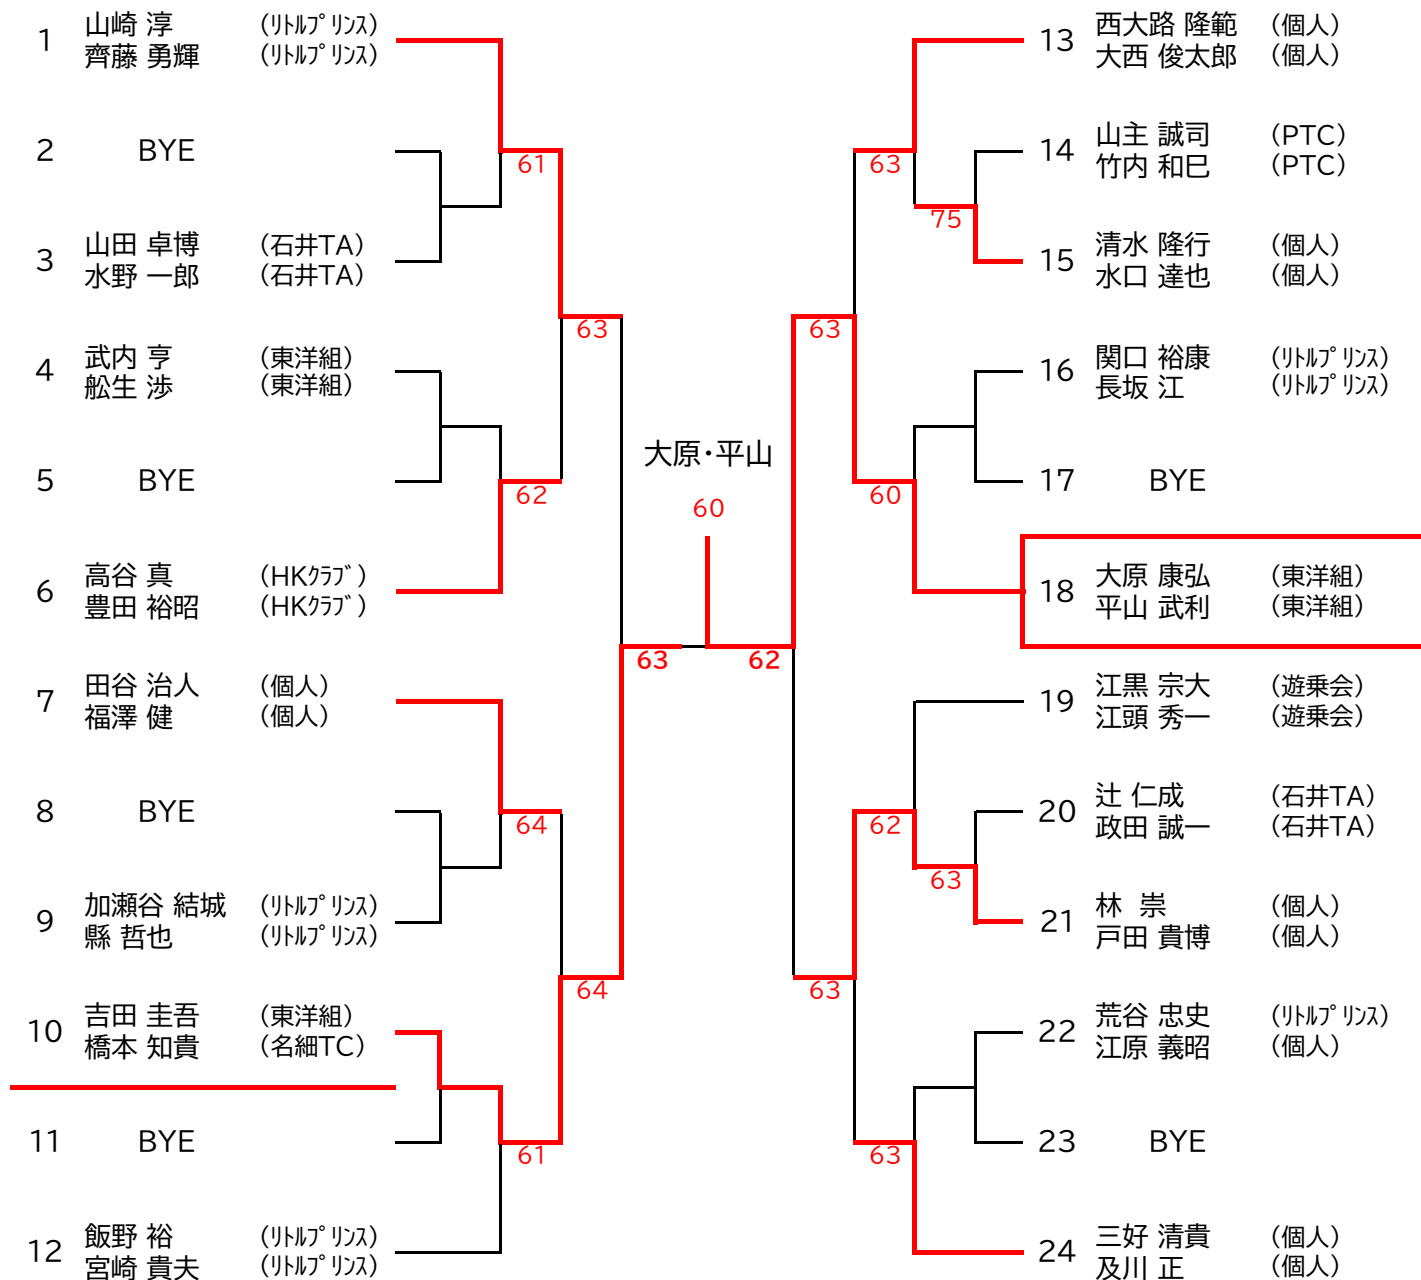 1 山崎 淳 (ﾘﾄﾙﾌﾟﾘﾝｽ)
齊藤 勇輝 (ﾘﾄﾙﾌﾟﾘﾝｽ)
2 BYE
61
3 山田 卓博 (石井TA)
水野 一郎 (石井TA)
63
4 武内 亨 (東洋組)
舩生 渉 (東洋組)
5 BYE
62
6 高谷 真 (HKｸﾗﾌﾞ)
豊田 裕昭 (HKｸﾗﾌﾞ)
63
7 田谷 治人 (個人)
福澤 健 (個人)
8 BYE
64
9 加瀬谷 結城 (ﾘﾄﾙﾌﾟﾘﾝｽ)
縣 哲也 (ﾘﾄﾙﾌﾟﾘﾝｽ)
64
10 吉田 圭吾 (東洋組)
橋本 知貴 (名細TC)
11 BYE
61
12 飯野 裕 (ﾘﾄﾙﾌﾟﾘﾝｽ)
宮崎 貴夫 (ﾘﾄﾙﾌﾟﾘﾝｽ)
大原・平山
60
13 西大路 隆範 (個人)
大西 俊太郎 (個人)
14 山主 誠司 (PTC)
竹内 和巳 (PTC)
63
75
15 清水 隆行 (個人)
水口 達也 (個人)
63
16 関口 裕康 (ﾘﾄﾙﾌﾟﾘﾝｽ)
長坂 江 (ﾘﾄﾙﾌﾟﾘﾝｽ)
17 BYE
60
18 大原 康弘 (東洋組)
平山 武利 (東洋組)
62
19 江黒 宗大 (遊乗会)
江頭 秀一 (遊乗会)
20 辻 仁成 (石井TA)
政田 誠一 (石井TA)
62
63
21 林 崇 (個人)
戸田 貴博 (個人)
63
22 荒谷 忠史 (ﾘﾄﾙﾌﾟﾘﾝｽ)
江原 義昭 (個人)
23 BYE
63
24 三好 清貴 (個人)
及川 正 (個人)